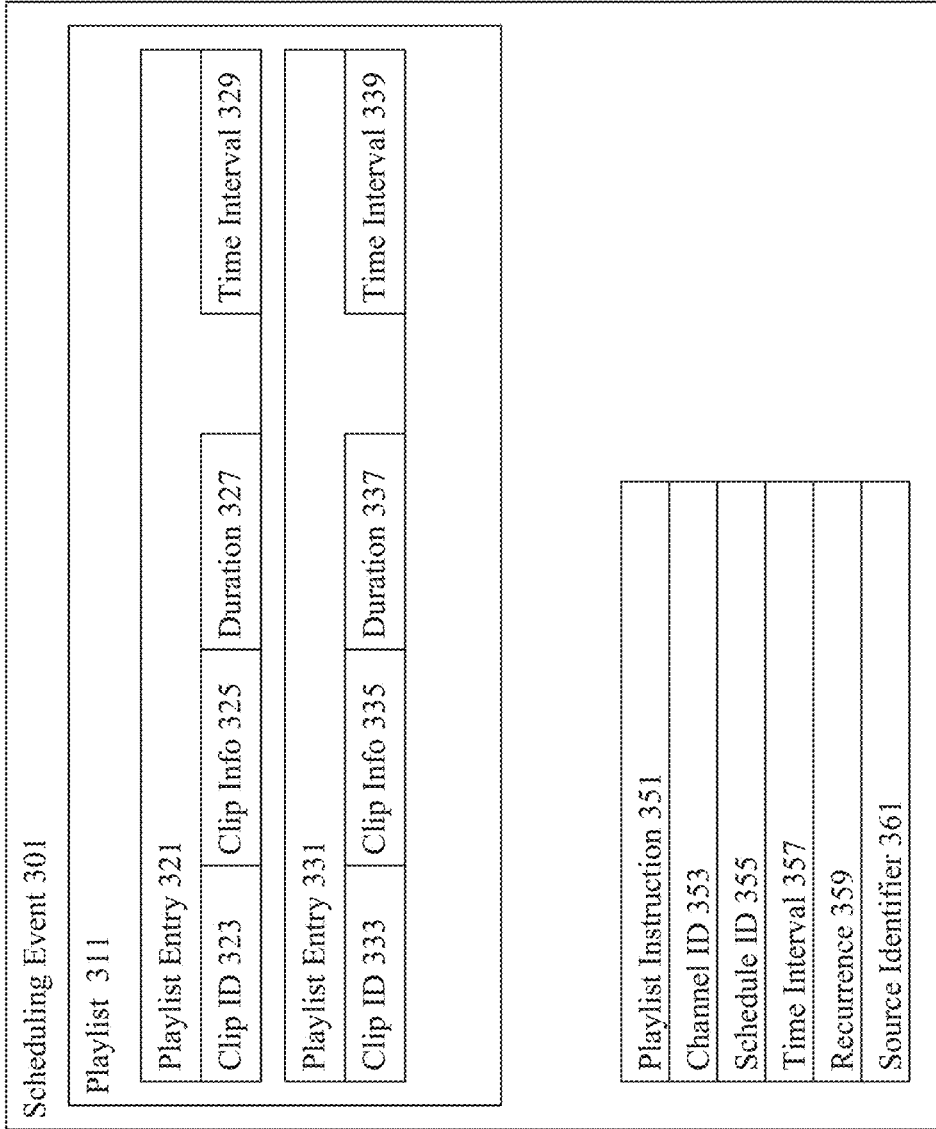 Scheduling Event 301
Playlist 311
Playlist Entry 321
Clip ID 323
Clip Info 325
Duration 327
Time Interval 329
Playlist Entry 331
Clip ID 333
Clip Info 335
Duration 337
Time Interval 339
Playlist Instruction 351
Channel ID 353
Schedule ID 355
Time Interval 357
Recurrence 359
Source Identifier 361